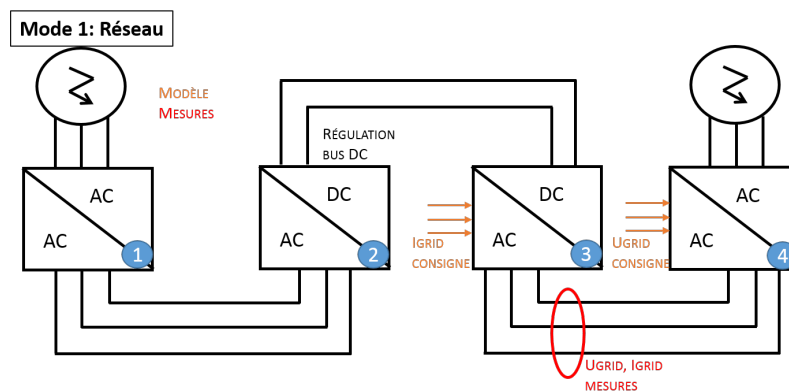 Mode 1: Réseau
Modèle
Mesures
Régulation
bus DC
AC
AC
1
DC
AC
2
DC
AC
3
AC
AC
4
Igrid
consigne
Ugrid
consigne
Ugrid, Igrid
mesures